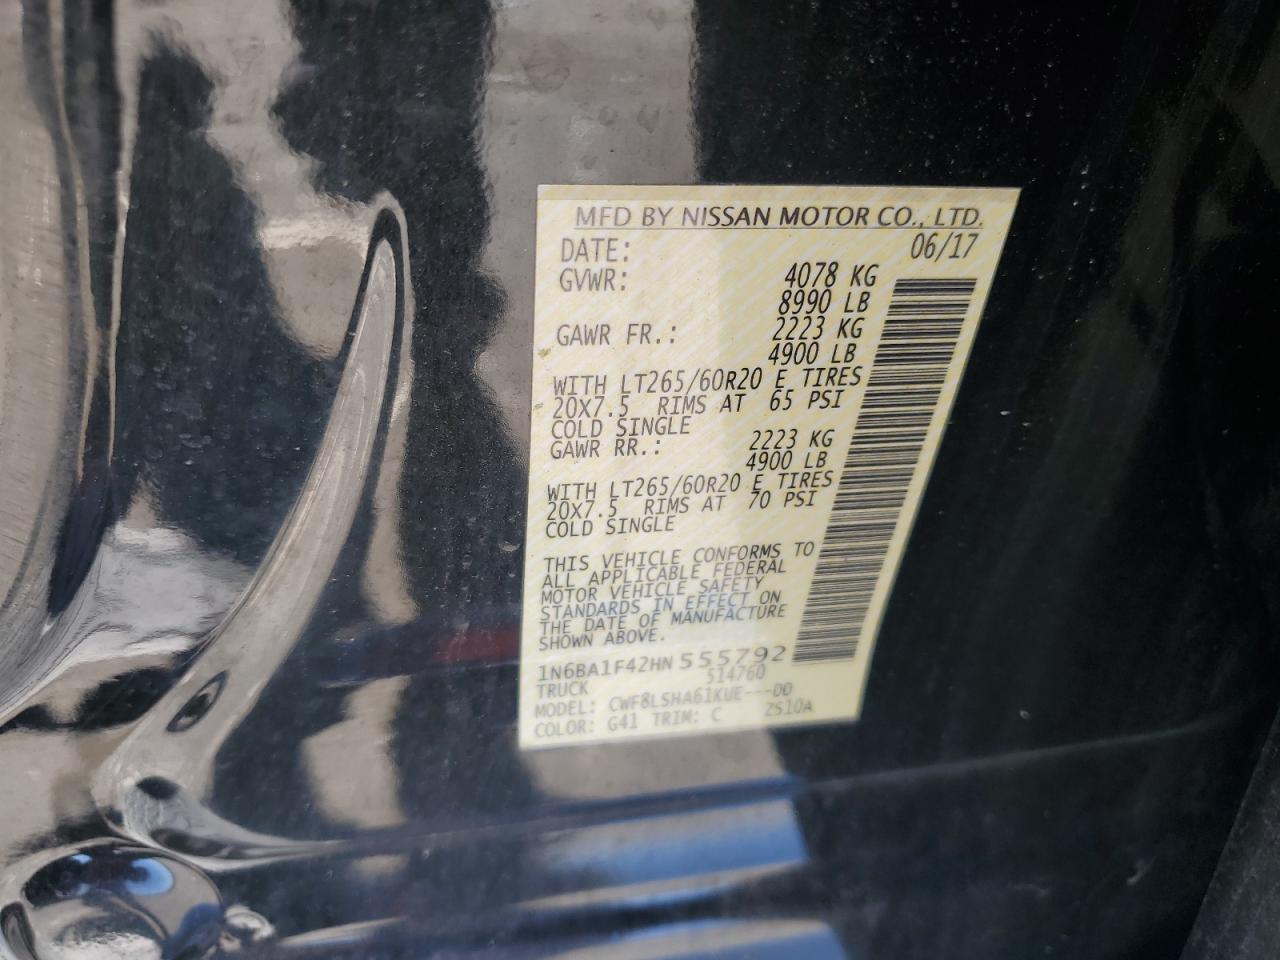 MFD BY NISSAN MOTOR CO., LTD.
DATE: 06/17
GVWR: 4078 KG
8990 LB
GAWR FR.: 2223 KG
4900 LB
WITH LT265/60R20 E TIRES
20X7.5 RIMS AT 65 PSI
COLD SINGLE
GAWR RR.: 2223 KG
4900 LB
WITH LT265/60R20 E TIRES
20X7.5 RIMS AT 70 PSI
COLD SINGLE
THIS VEHICLE CONFORMS TO
ALL APPLICABLE FEDERAL
MOTOR VEHICLE SAFETY
STANDARDS IN EFFECT ON
THE DATE OF MANUFACTURE
SHOWN ABOVE.
1N6BA1F42HN555792
TRUCK 514760
MODEL: CWF8LSHA61KUE---DD
COLOR: G41 TRIM: C 2S10A